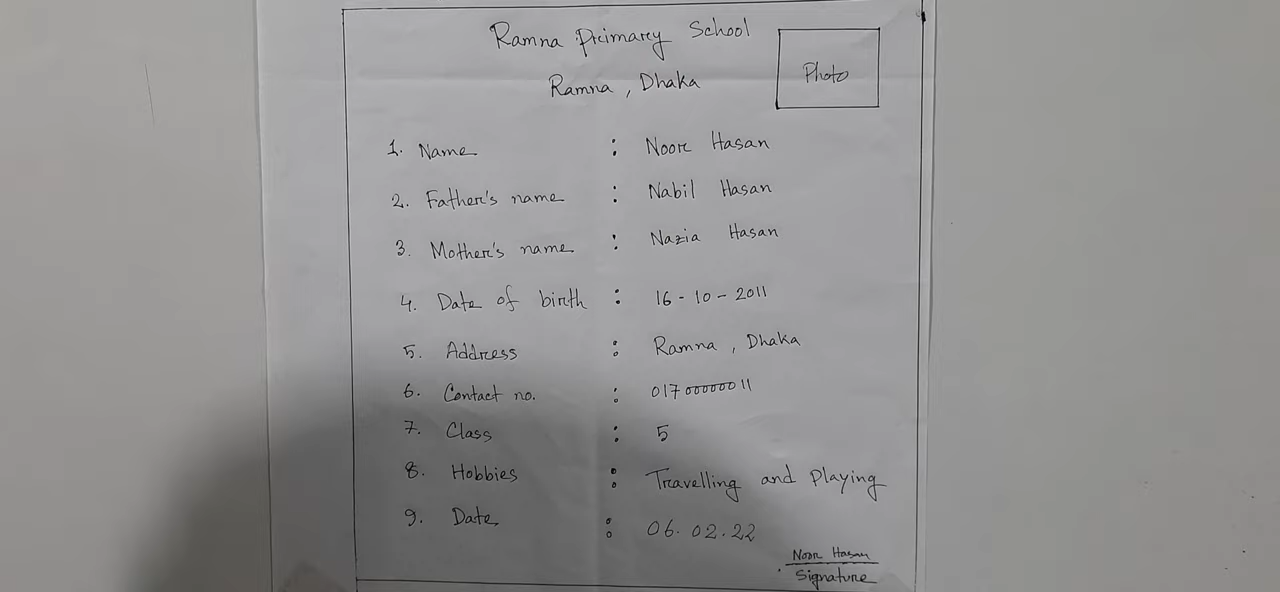 Ramna Primary School
Ramna, Dhaka
Photo
1. Name : Noor Hasan
2. Father's name : Nabil Hasan
3. Mother's name : Nazia Hasan
4. Date of birth : 16-10-2011
5. Address : Ramna, Dhaka
6. Contact no. : 01700000011
7. Class : 5
8. Hobbies : Travelling and Playing
9. Date : 06.02.22
Noor Hasan
Signature